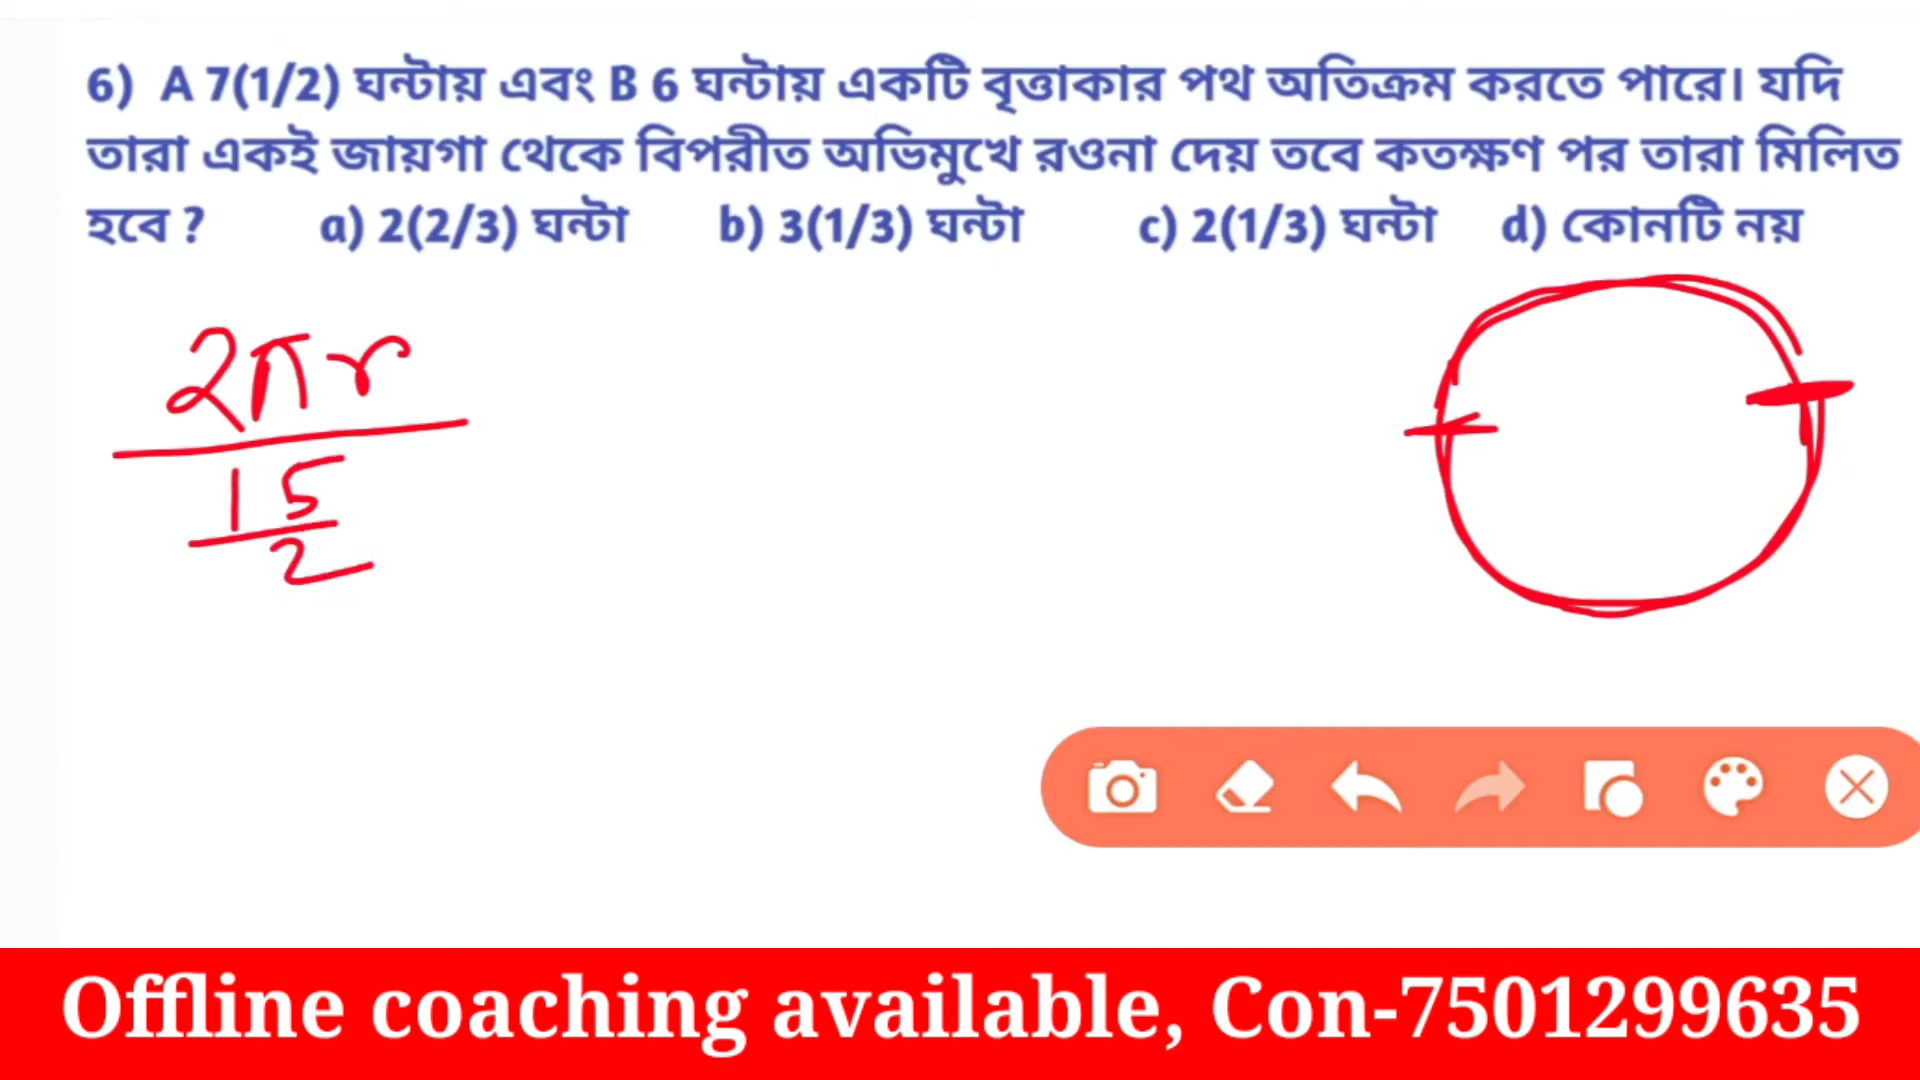 6) A 7(1/2) ঘন্টায় এবং B 6 ঘন্টায় একটি বৃত্তাকার পথ অতিক্রম করতে পারে। যদি
তারা একই জায়গা থেকে বিপরীত অভিমুখে রওনা দেয় তবে কতক্ষণ পর তারা মিলিত
হবে ? a) 2(2/3) ঘন্টা b) 3(1/3) ঘন্টা c) 2(1/3) ঘন্টা d) কোনটি নয়
2πr
15
2
Offline coaching available, Con-7501299635